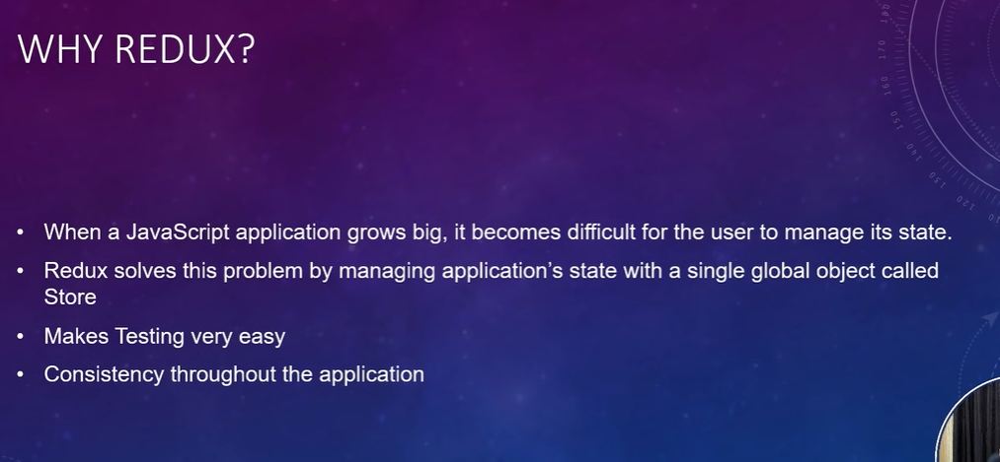 WHY REDUX?
• When a JavaScript application grows big, it becomes difficult for the user to manage its state.
• Redux solves this problem by managing application's state with a single global object called
Store
• Makes Testing very easy
• Consistency throughout the application
180
170
160
150
140
130
120